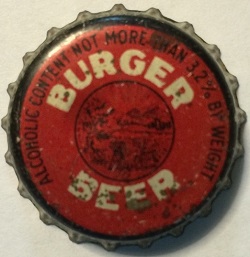 ALCOHOLIC CONTENT NOT MORE THAN 3.2% BY WEIGHT
BURGER
BEER